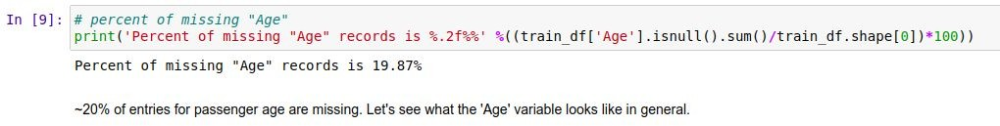 In [9]: # percent of missing "Age"
print('Percent of missing "Age" records is %.2f%%' %((train_df['Age'].isnull().sum()/train_df.shape[0])*100))
Percent of missing "Age" records is 19.87%
~20% of entries for passenger age are missing. Let's see what the 'Age' variable looks like in general.